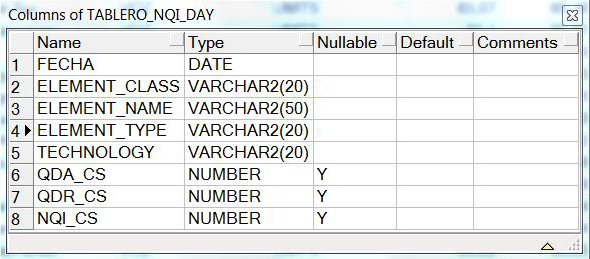 Columns of TABLERO_NQI_DAY
Name Type Nullable Default Comments
1 FECHA DATE
2 ELEMENT_CLASS VARCHAR2(20)
3 ELEMENT_NAME VARCHAR2(50)
4 ELEMENT_TYPE VARCHAR2(20)
5 TECHNOLOGY VARCHAR2(20)
6 QDA_CS NUMBER Y
7 QDR_CS NUMBER Y
8 NQI_CS NUMBER Y